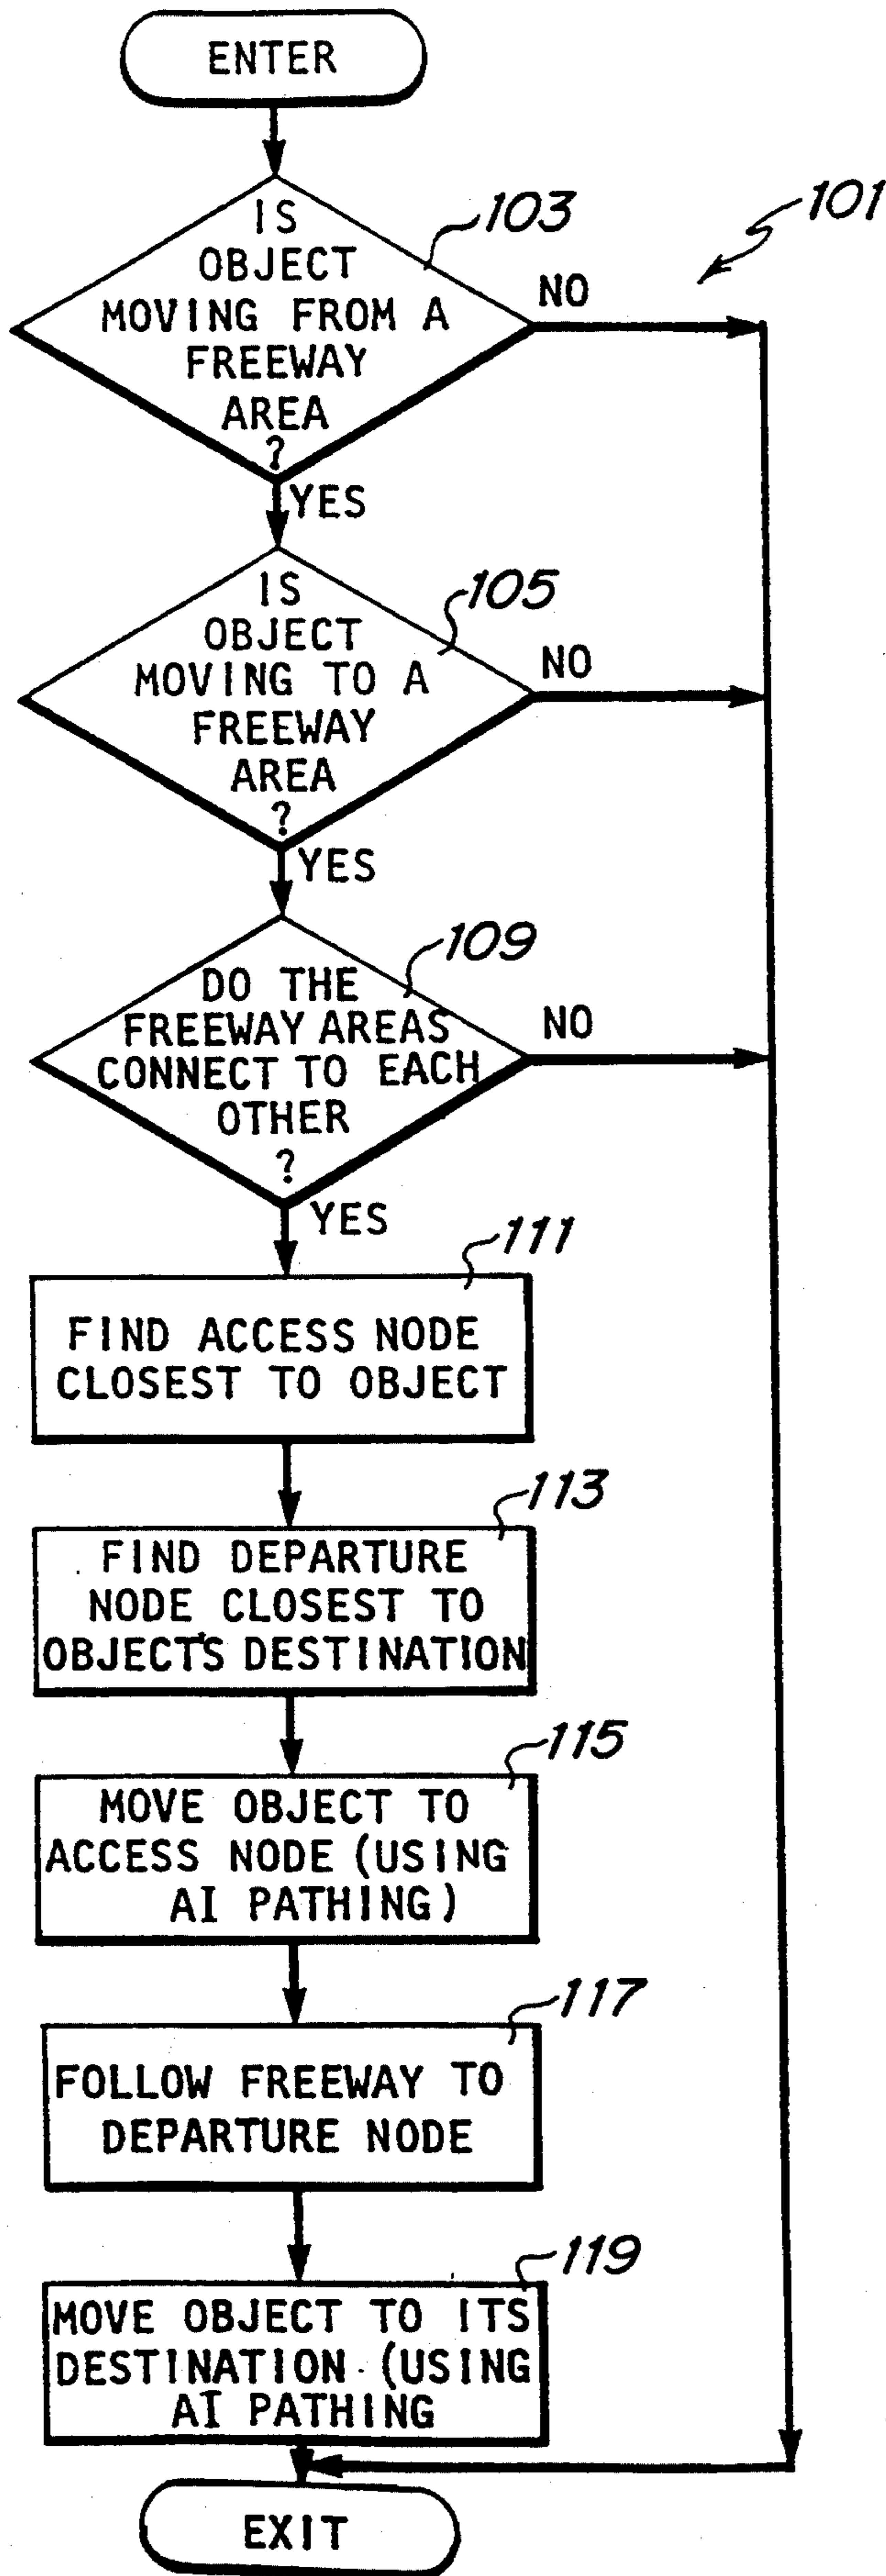 ENTER
101
103
IS
OBJECT
MOVING FROM A
FREEWAY
AREA
?
NO
YES
105
IS
OBJECT
MOVING TO A
FREEWAY
AREA
?
NO
YES
109
DO THE
FREEWAY AREAS
CONNECT TO EACH
OTHER
?
NO
YES
111
FIND ACCESS NODE
CLOSEST TO OBJECT
113
FIND DEPARTURE
NODE CLOSEST TO
OBJECT'S DESTINATION
115
MOVE OBJECT TO
ACCESS NODE (USING
AI PATHING)
117
FOLLOW FREEWAY TO
DEPARTURE NODE
119
MOVE OBJECT TO ITS
DESTINATION (USING
AI PATHING
EXIT